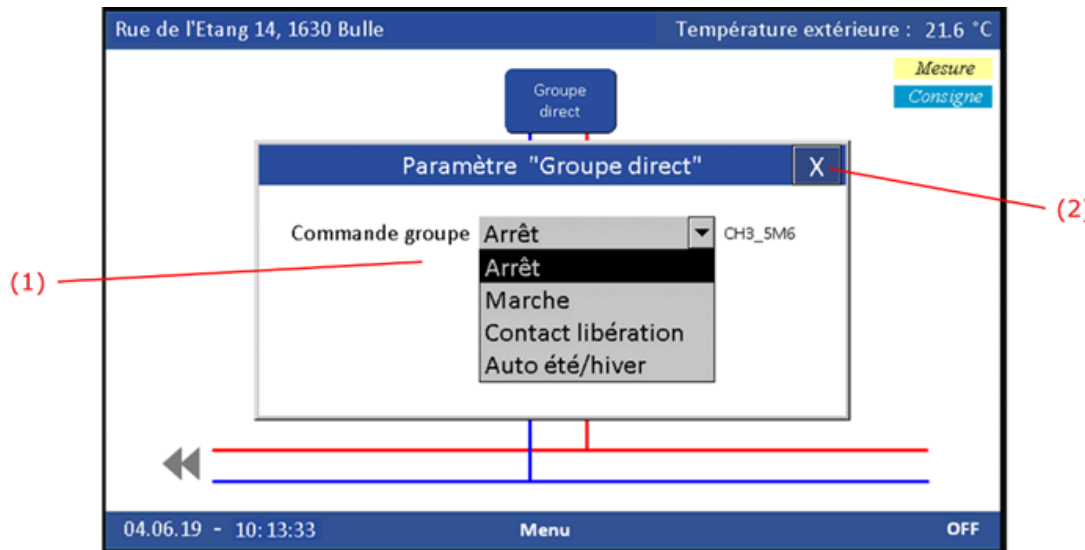 Rue de l'Etang 14, 1630 Bulle Température extérieure : 21.6 °C
Mesure
Consigne
Groupe
direct
Paramètre "Groupe direct" X
(2)
Commande groupe Arrêt CH3_5M6
(1)
Arrêt
Marche
Contact libération
Auto été/hiver
04.06.19 - 10:13:33 Menu OFF